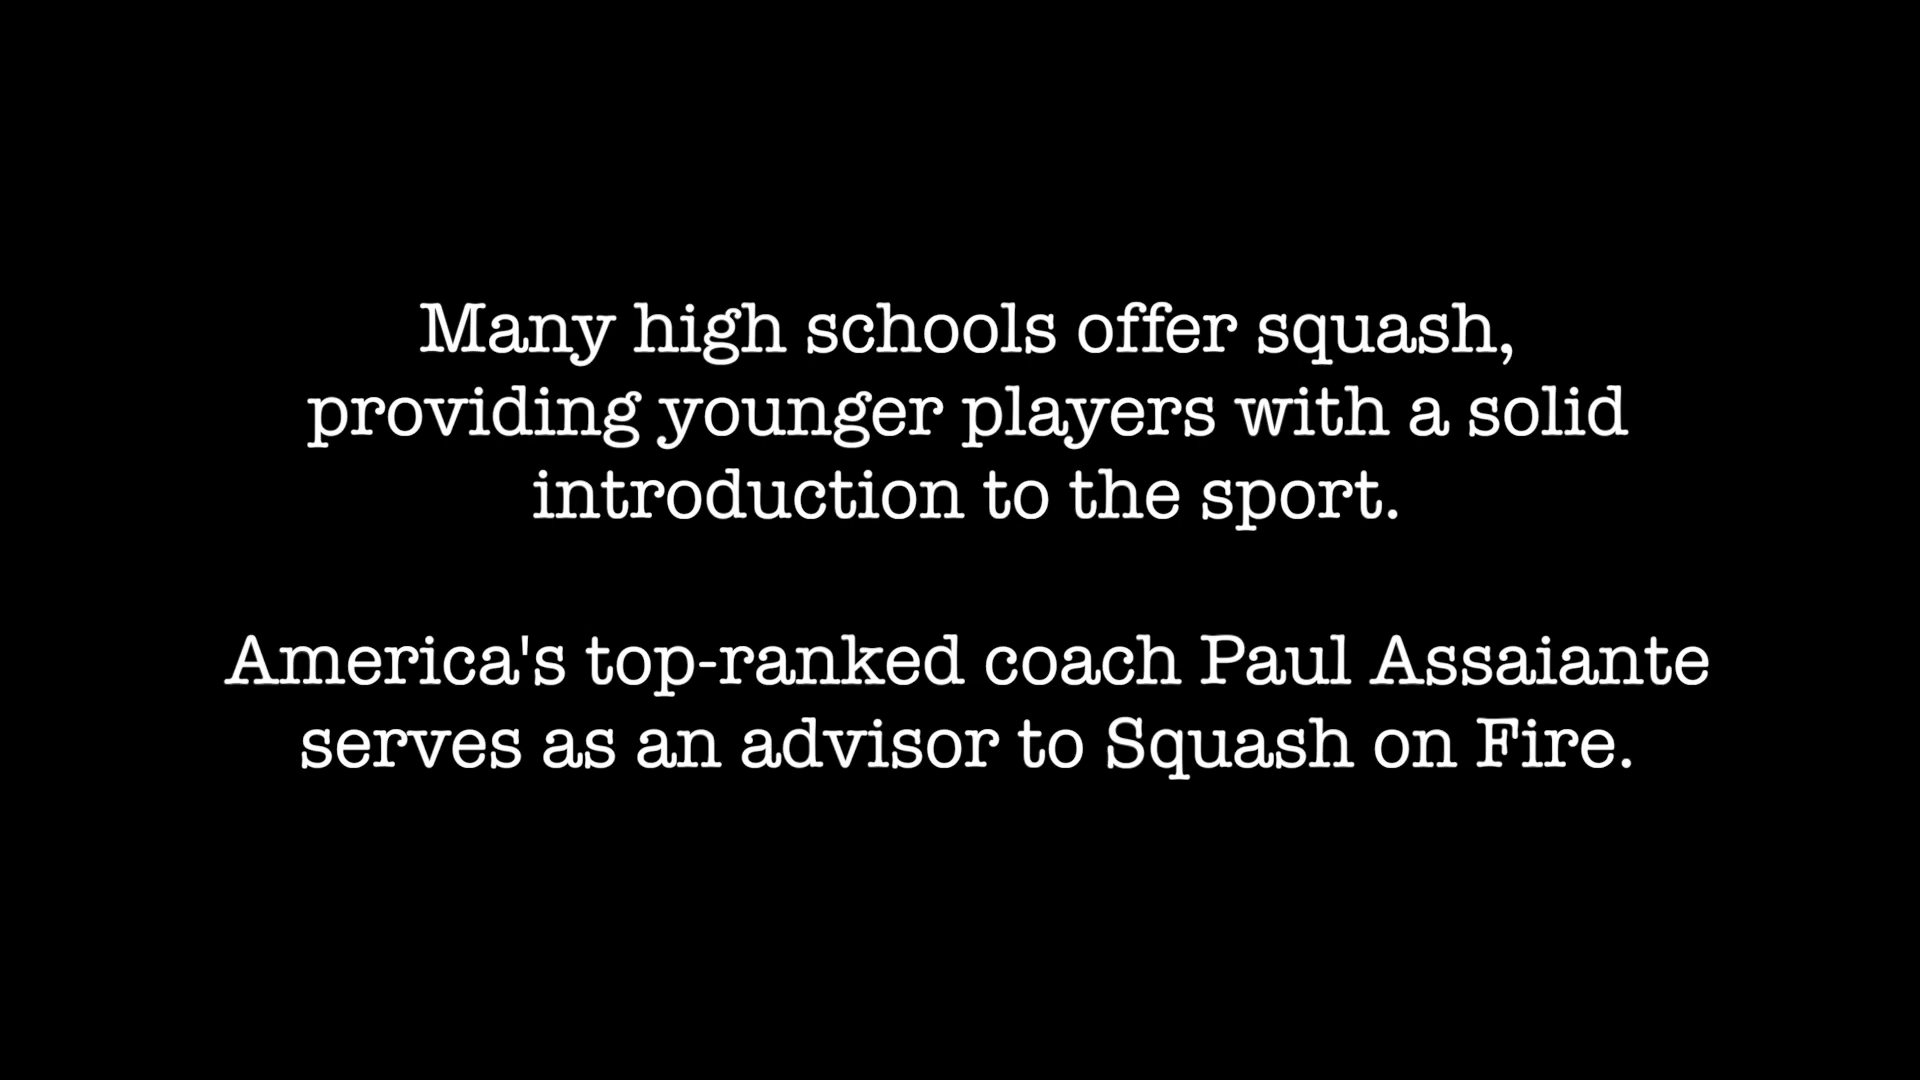 Many high schools offer squash,
providing younger players with a solid
introduction to the sport.
America's top-ranked coach Paul Assaiante
serves as an advisor to Squash on Fire.